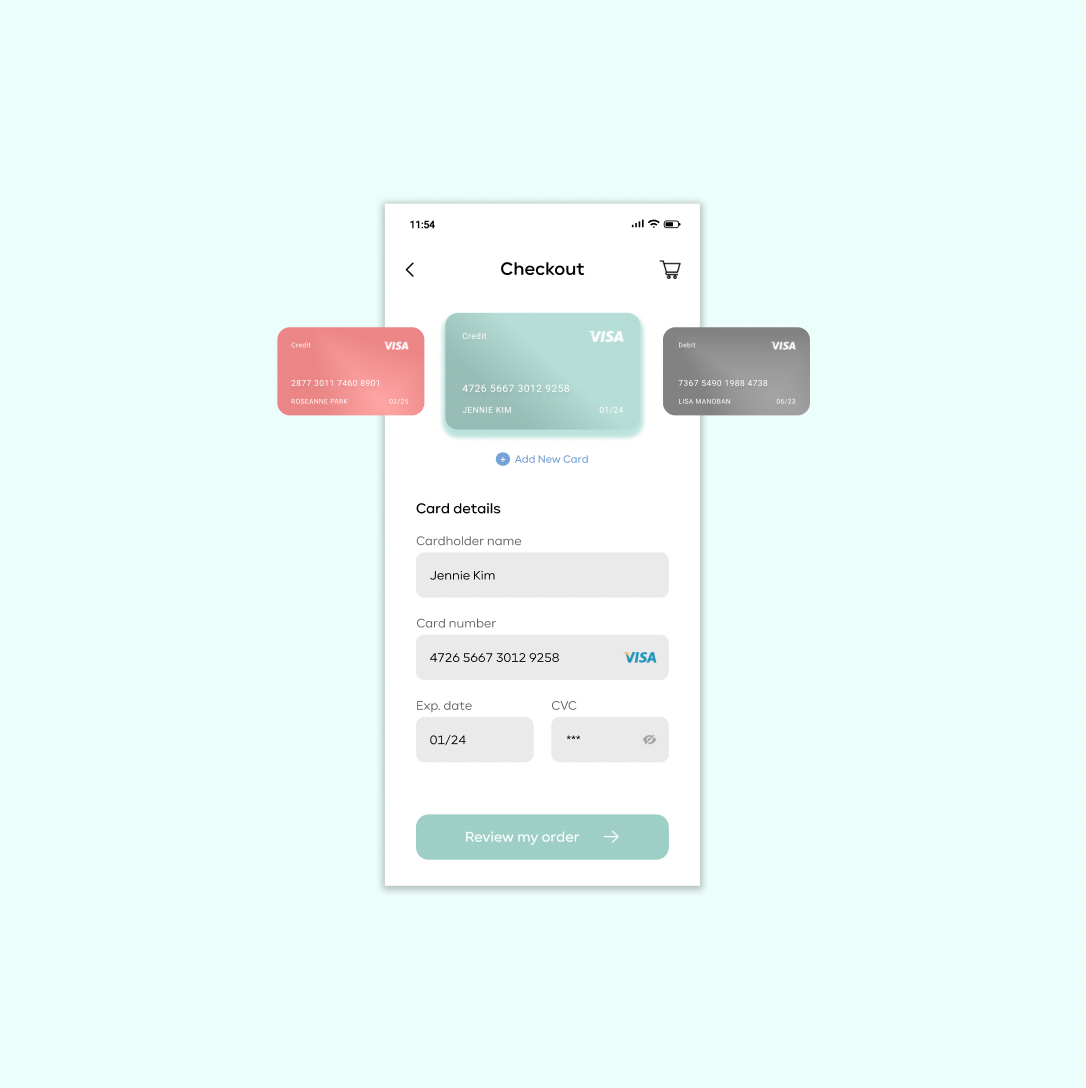 11:54
Checkout
Credit VISA
2877 3011 7460 8901
ROSEANNE PARK 02/25
Credit VISA
4726 5667 3012 9258
JENNIE KIM 01/24
Debit VISA
7367 5490 1988 4738
LISA MANOBAN 06/23
+ Add New Card
Card details
Cardholder name
Jennie Kim
Card number
4726 5667 3012 9258 VISA
Exp. date CVC
01/24 ***
Review my order →